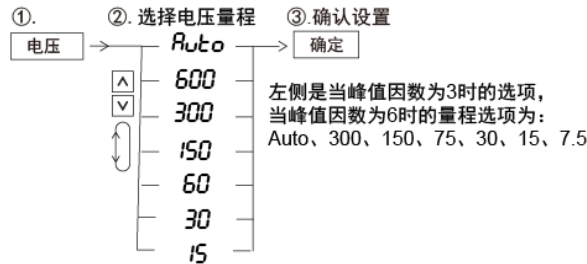 ①. ②. 选择电压量程 ③.确认设置
电压 Auto 确定
600
300
150
60
30
15
左侧是当峰值因数为3时的选项，
当峰值因数为6时的量程选项为：
Auto、300、150、75、30、15、7.5